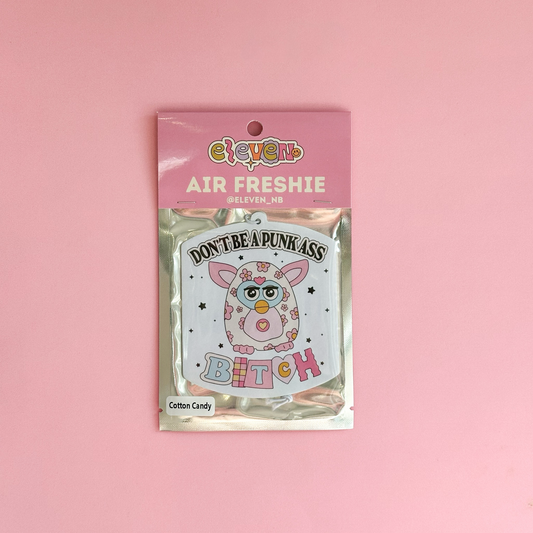 eleven
AIR FRESHIE
@ELEVEN_NB
DON'T BE A PUNK ASS
BITCH
Cotton Candy